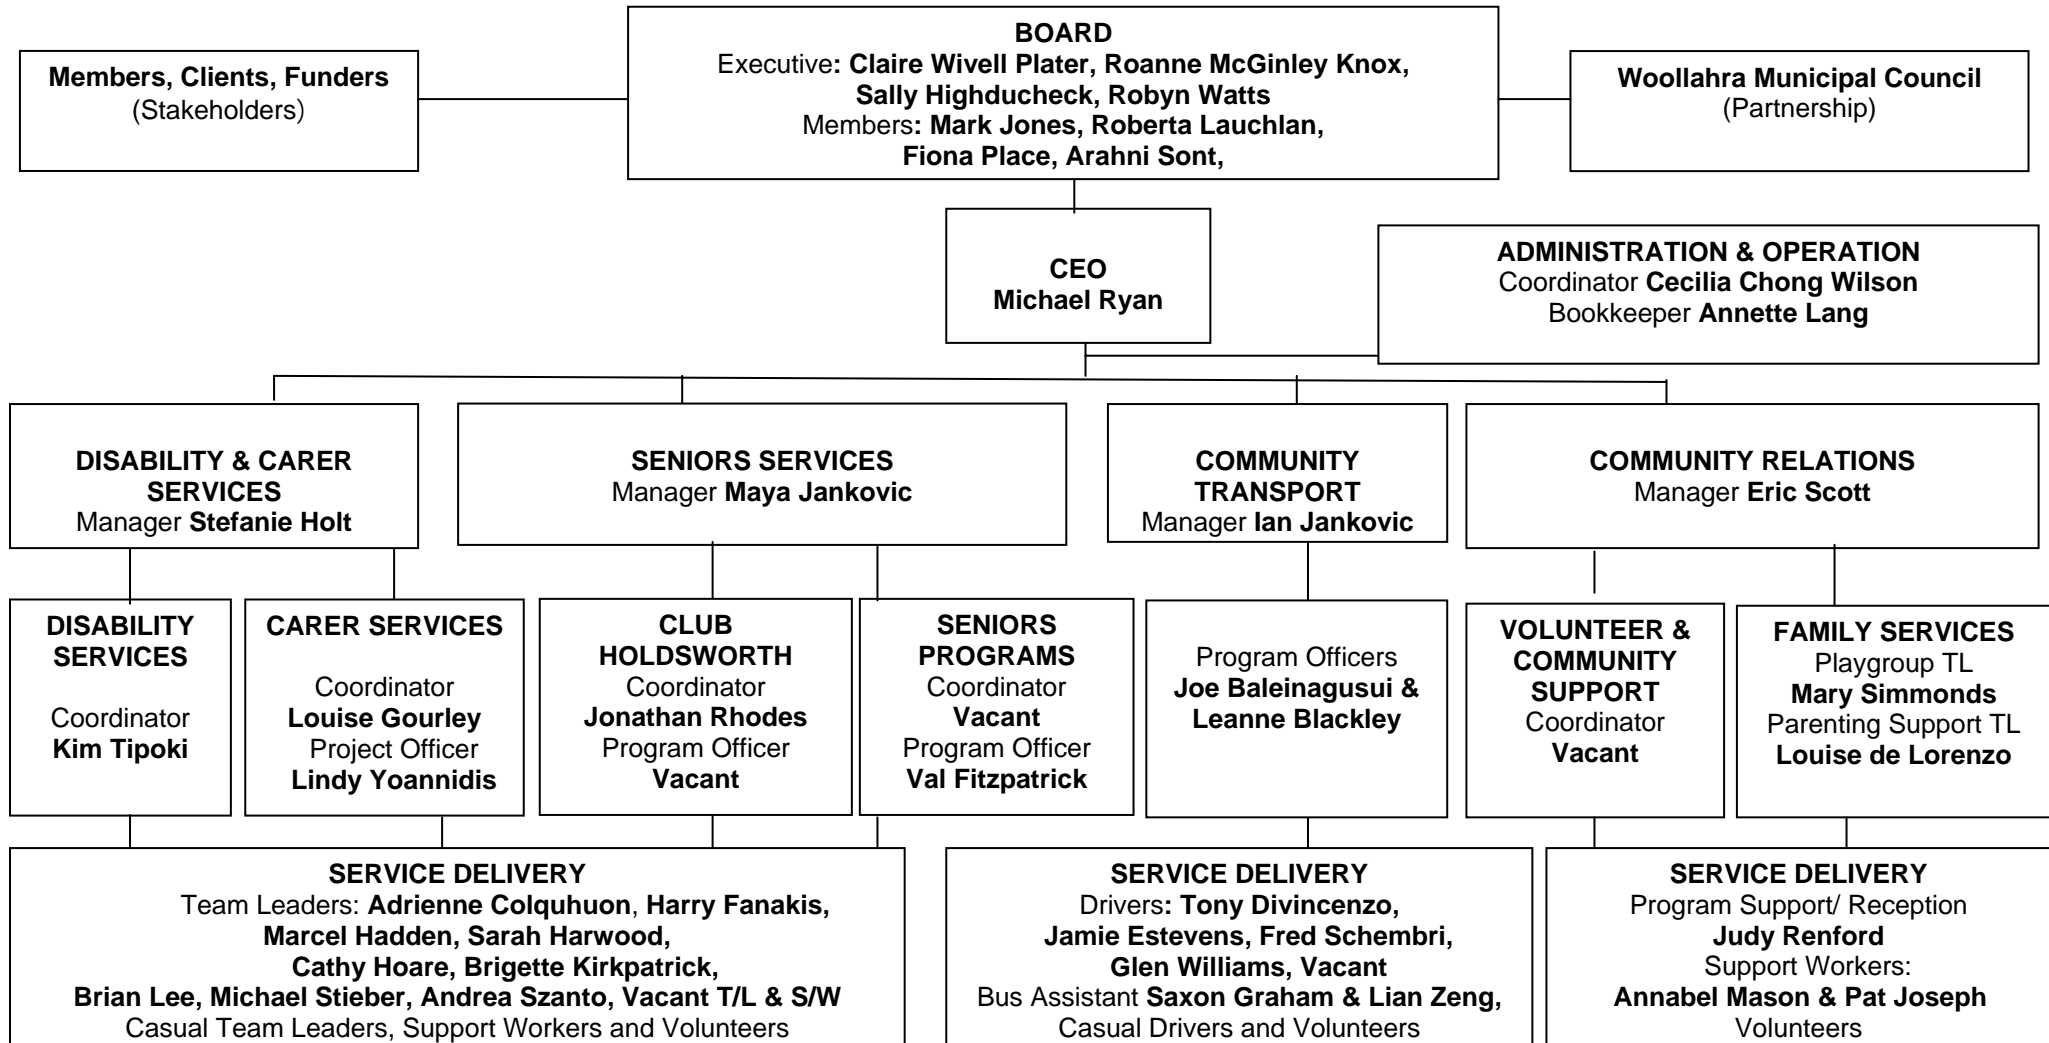 BOARD
Executive: Claire Wivell Plater, Roanne McGinley Knox,
Sally Highducheck, Robyn Watts
Members: Mark Jones, Roberta Lauchlan,
Fiona Place, Arahni Sont,
Members, Clients, Funders
(Stakeholders)
Woollahra Municipal Council
(Partnership)
CEO
Michael Ryan
ADMINISTRATION & OPERATION
Coordinator Cecilia Chong Wilson
Bookkeeper Annette Lang
DISABILITY & CARER
SERVICES
Manager Stefanie Holt
SENIORS SERVICES
Manager Maya Jankovic
COMMUNITY
TRANSPORT
Manager Ian Jankovic
COMMUNITY RELATIONS
Manager Eric Scott
DISABILITY
SERVICES
Coordinator
Kim Tipoki
CARER SERVICES
Coordinator
Louise Gourley
Project Officer
Lindy Yoannidis
CLUB
HOLDSWORTH
Coordinator
Jonathan Rhodes
Program Officer
Vacant
SENIORS
PROGRAMS
Coordinator
Vacant
Program Officer
Val Fitzpatrick
Program Officers
Joe Baleinagusui &
Leanne Blackley
VOLUNTEER &
COMMUNITY
SUPPORT
Coordinator
Vacant
FAMILY SERVICES
Playgroup TL
Mary Simmonds
Parenting Support TL
Louise de Lorenzo
SERVICE DELIVERY
Team Leaders: Adrienne Colquhuon, Harry Fanakis,
Marcel Hadden, Sarah Harwood,
Cathy Hoare, Brigette Kirkpatrick,
Brian Lee, Michael Stieber, Andrea Szanto, Vacant T/L & S/W
Casual Team Leaders, Support Workers and Volunteers
SERVICE DELIVERY
Drivers: Tony Divincenzo,
Jamie Estevens, Fred Schembri,
Glen Williams, Vacant
Bus Assistant Saxon Graham & Lian Zeng,
Casual Drivers and Volunteers
SERVICE DELIVERY
Program Support/ Reception
Judy Renford
Support Workers:
Annabel Mason & Pat Joseph
Volunteers